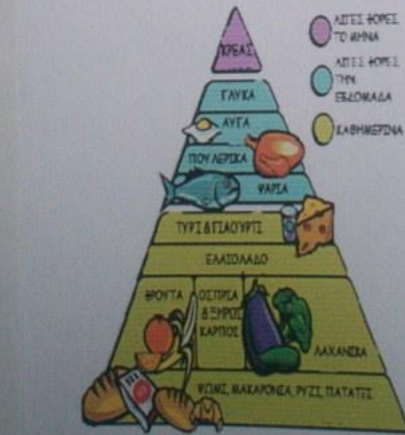 ΚΡΕΑΣ
ΛΙΓΕΣ ΦΟΡΕΣ
ΤΟ ΜΗΝΑ
ΛΙΓΕΣ ΦΟΡΕΣ
ΤΗΝ
ΕΒΔΟΜΑΔΑ
ΚΑΘΗΜΕΡΙΝΑ
ΓΛΥΚΑ
ΑΥΓΑ
ΠΟΥΛΕΡΙΚΑ
ΨΑΡΙΑ
ΤΥΡΙ & ΓΙΑΟΥΡΤΙ
ΕΛΑΙΟΛΑΔΟ
ΦΡΟΥΤΑ
ΟΣΠΡΙΑ
& ΞΗΡΟΣ
ΚΑΡΠΟΣ
ΛΑΧΑΝΙΚΑ
ΨΩΜΙ, ΜΑΚΑΡΟΝΙΑ, ΡΥΖΙ, ΠΑΤΑΤΕΣ